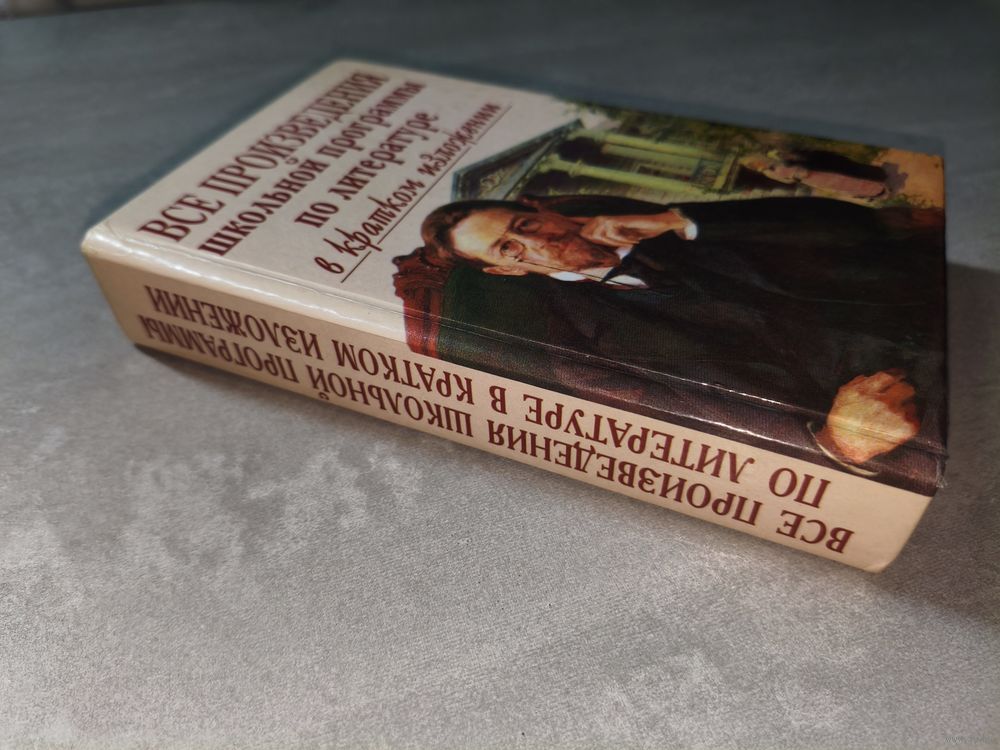 ВСЕ ПРОИЗВЕДЕНИЯ
ШКОЛЬНОЙ ПРОГРАММЫ
ПО ЛИТЕРАТУРЕ
в кратком изложении
ВСЕ ПРОИЗВЕДЕНИЯ ШКОЛЬНОЙ ПРОГРАММЫ
ПО ЛИТЕРАТУРЕ В КРАТКОМ ИЗЛОЖЕНИИ